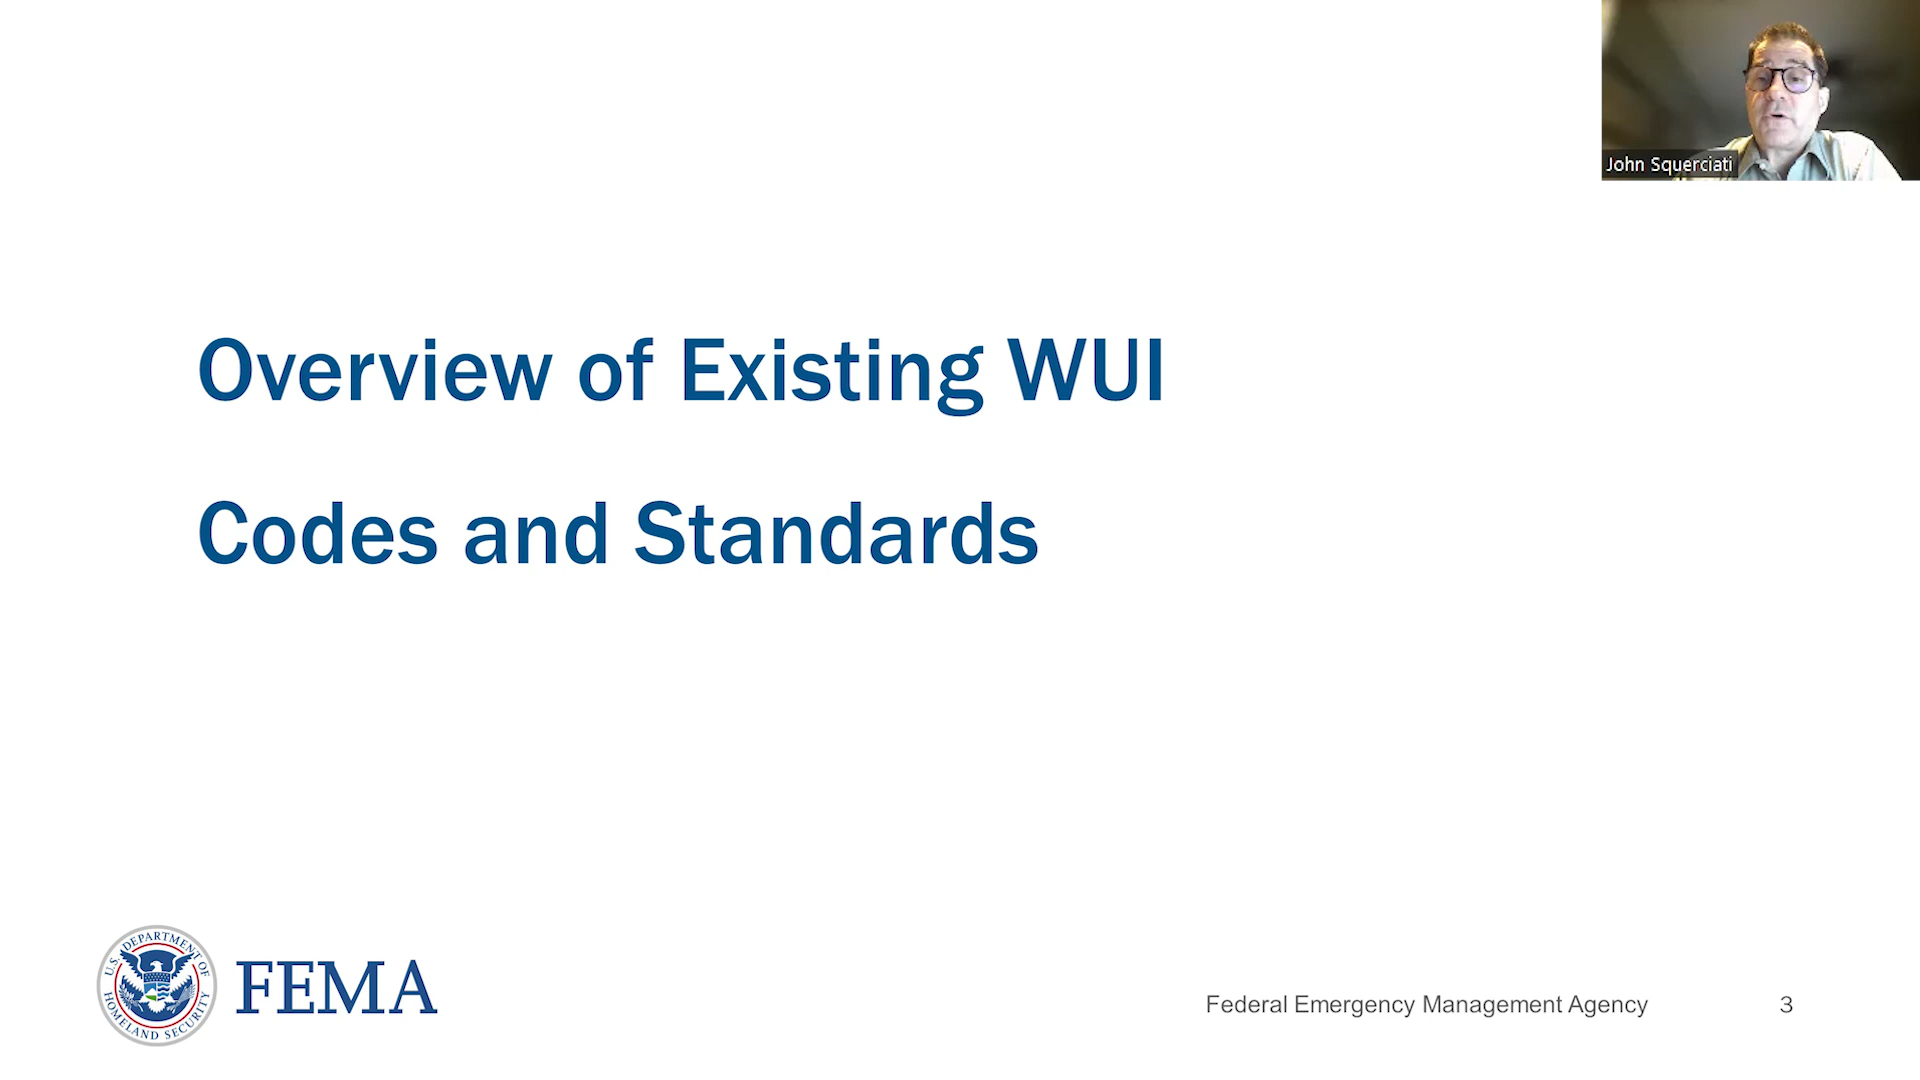 John Squerciati
Overview of Existing WUI
Codes and Standards
U.S. DEPARTMENT OF
HOMELAND SECURITY
FEMA
Federal Emergency Management Agency
3